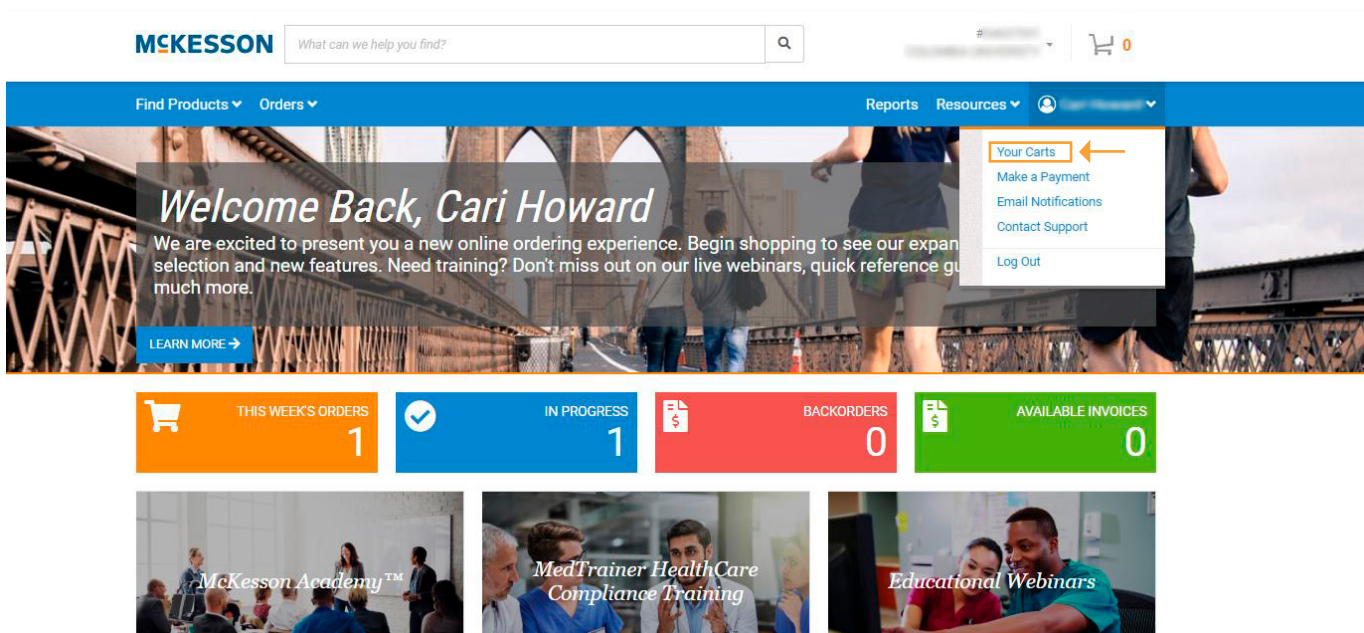 MCKESSON
What can we help you find?
#
0
Find Products
Orders
Reports
Resources
Your Carts
Make a Payment
Email Notifications
Contact Support
Log Out
Welcome Back, Cari Howard
We are excited to present you a new online ordering experience. Begin shopping to see our expan
selection and new features. Need training? Don't miss out on our live webinars, quick reference gu
much more.
LEARN MORE
THIS WEEK'S ORDERS
1
IN PROGRESS
1
BACKORDERS
0
AVAILABLE INVOICES
0
McKesson Academy™
MedTrainer HealthCare
Compliance Training
Educational Webinars